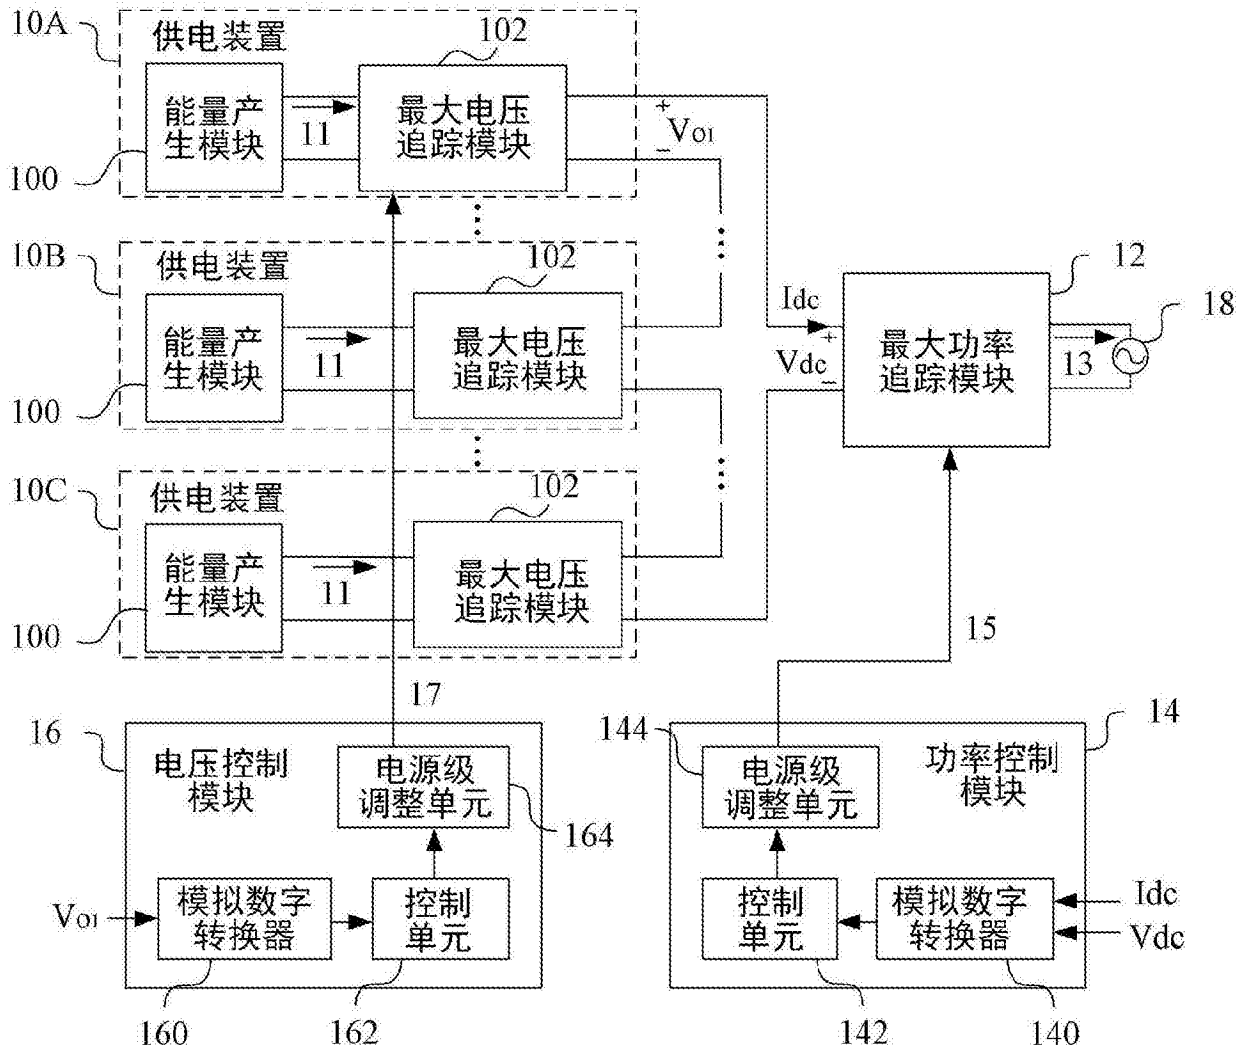 10A
供电装置
102
能量产
生模块
11
最大电压
追踪模块
+
VO1
−
100
10B
供电装置
102
能量产
生模块
11
最大电压
追踪模块
100
Idc
+
Vdc
−
12
最大功率
追踪模块
13
18
10C
供电装置
102
能量产
生模块
11
最大电压
追踪模块
100
15
17
16
电压控制
模块
电源级
调整单元
164
VO1
模拟数字
转换器
控制
单元
160
162
144
14
电源级
调整单元
功率控制
模块
控制
单元
模拟数字
转换器
Idc
Vdc
142
140